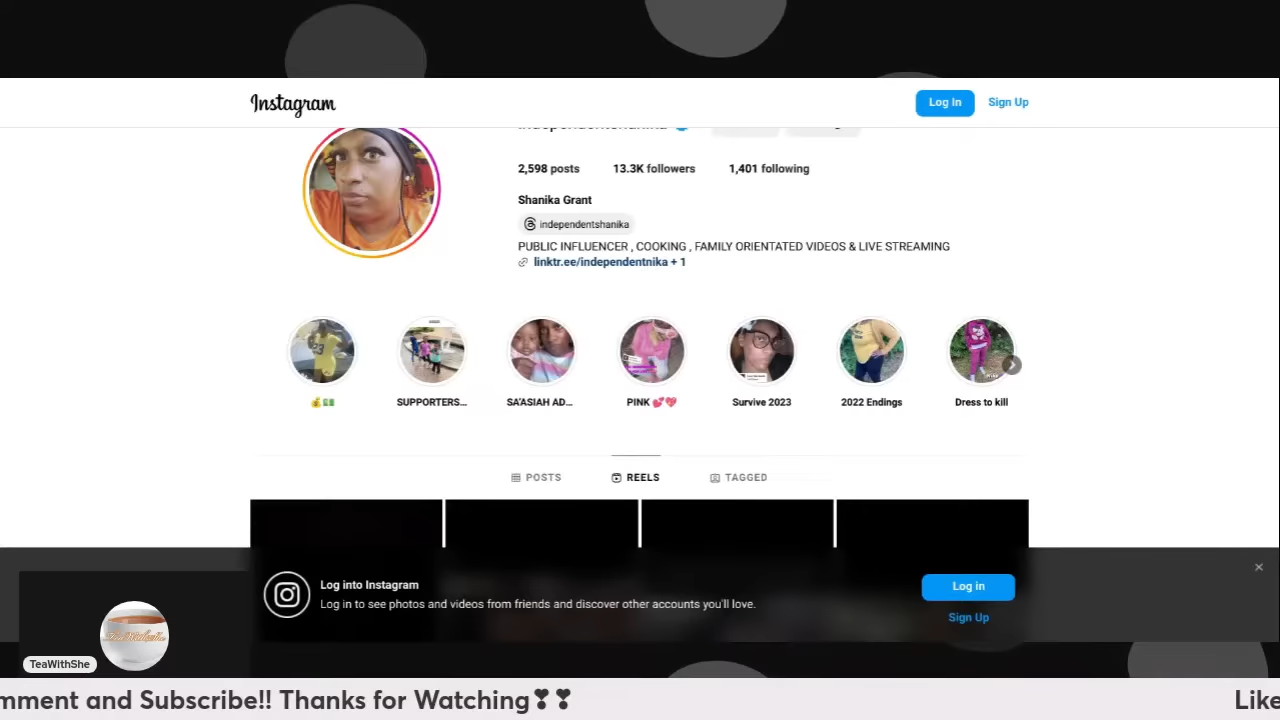 Instagram
Log In
Sign Up
independentshanika
2,598 posts 13.3K followers 1,401 following
Shanika Grant
independentshanika
PUBLIC INFLUENCER , COOKING , FAMILY ORIENTATED VIDEOS & LIVE STREAMING
linktr.ee/independentnika + 1
💰💵 SUPPORTERS... SA'ASIAH AD... PINK 💕💖 Survive 2023 2022 Endings Dress to kill
POSTS REELS TAGGED
Log into Instagram
Log in to see photos and videos from friends and discover other accounts you'll love.
Log in
Sign Up
TeaWithShe
mment and Subscribe!! Thanks for Watching❣❣ Like